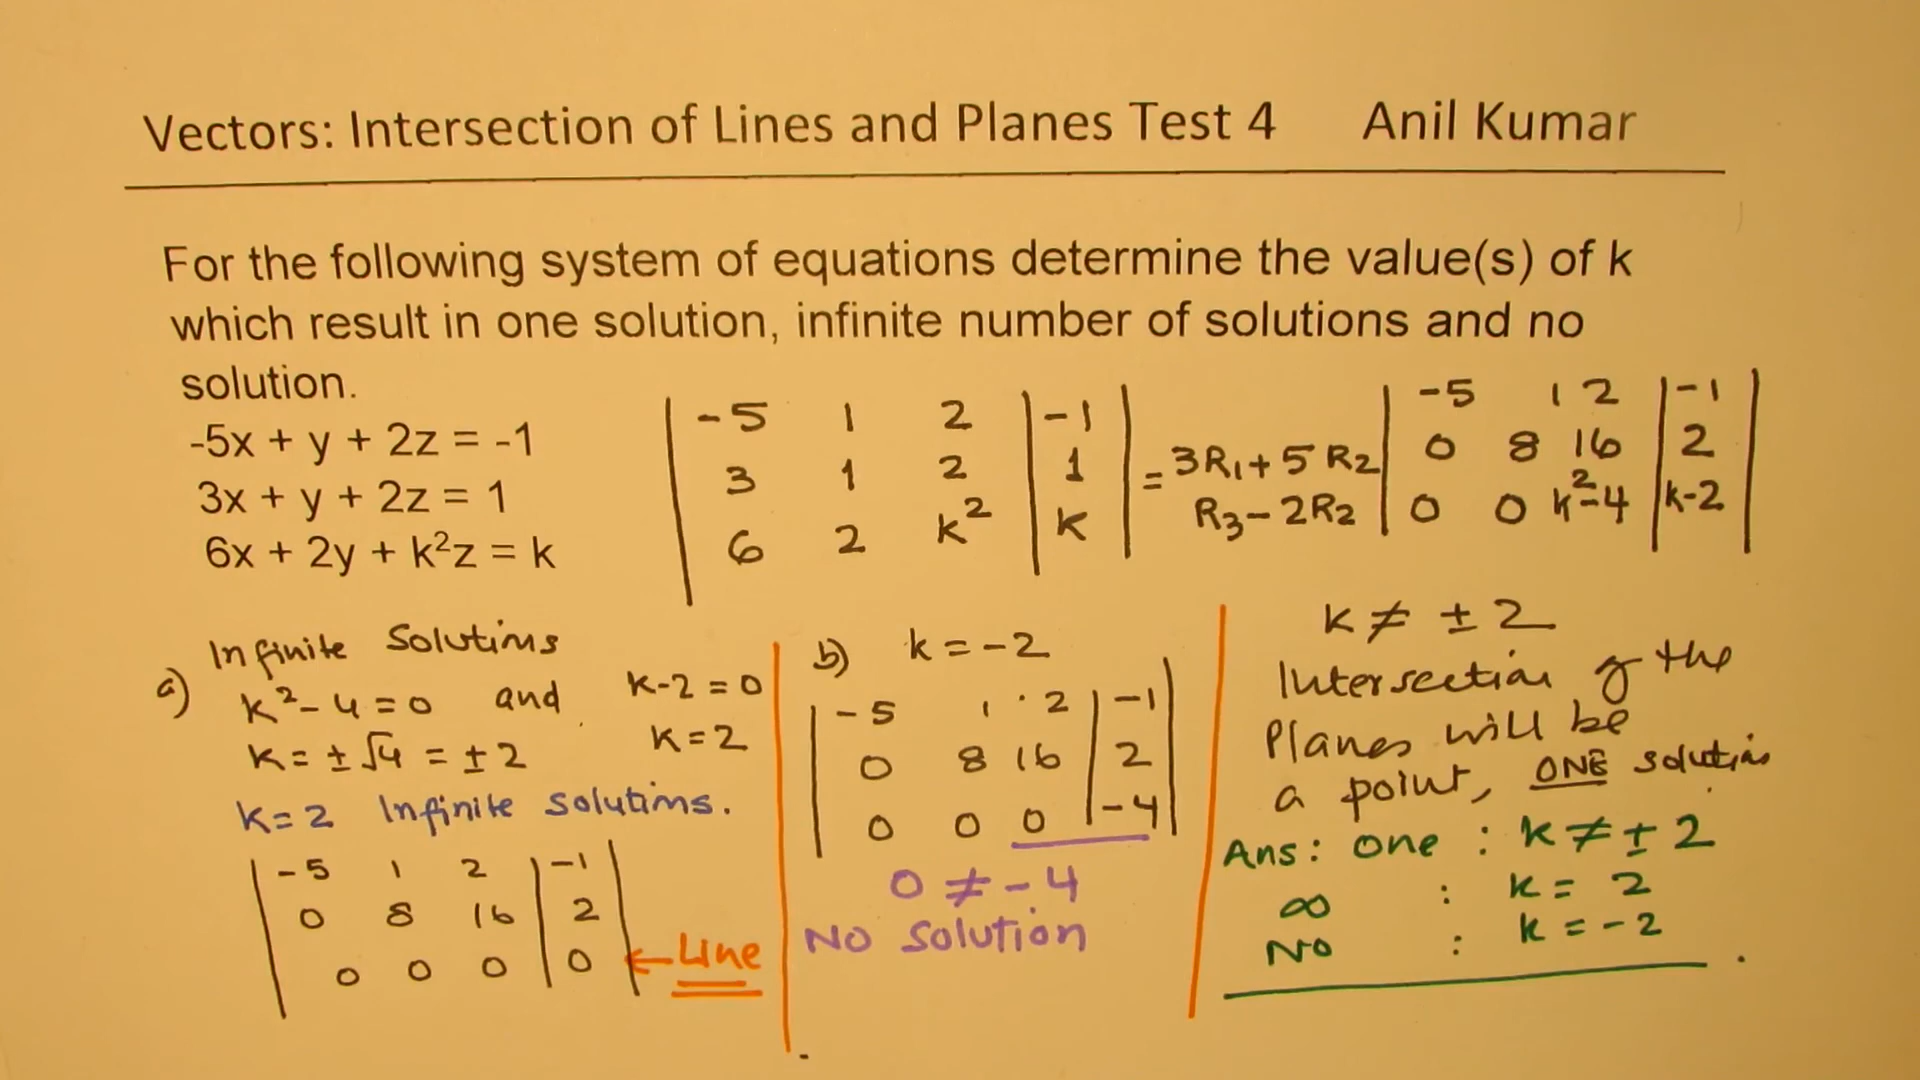 Vectors: Intersection of Lines and Planes Test 4 Anil Kumar
For the following system of equations determine the value(s) of k
which result in one solution, infinite number of solutions and no
solution.
-5x + y + 2z = -1
3x + y + 2z = 1
6x + 2y + k²z = k
-5 1 2 | -1
3 1 2 | 1
6 2 k² | k
= 3R₁ + 5R₂
R₃ - 2R₂
-5 1 2 | -1
0 8 16 | 2
0 0 k²-4 | k-2
a) Infinite Solutions
k² - 4 = 0 and k-2 = 0
k = ± √4 = ± 2 k = 2
k = 2 Infinite solutions.
-5 1 2 | -1
0 8 16 | 2
0 0 0 | 0 ← Line
b) k = -2
-5 1 2 | -1
0 8 16 | 2
0 0 0 | -4
0 ≠ -4
No Solution
k ≠ ± 2
Intersection of the
Planes will be
a point, ONE solution
Ans: one : k ≠ ± 2
∞ : k = 2
No : k = -2